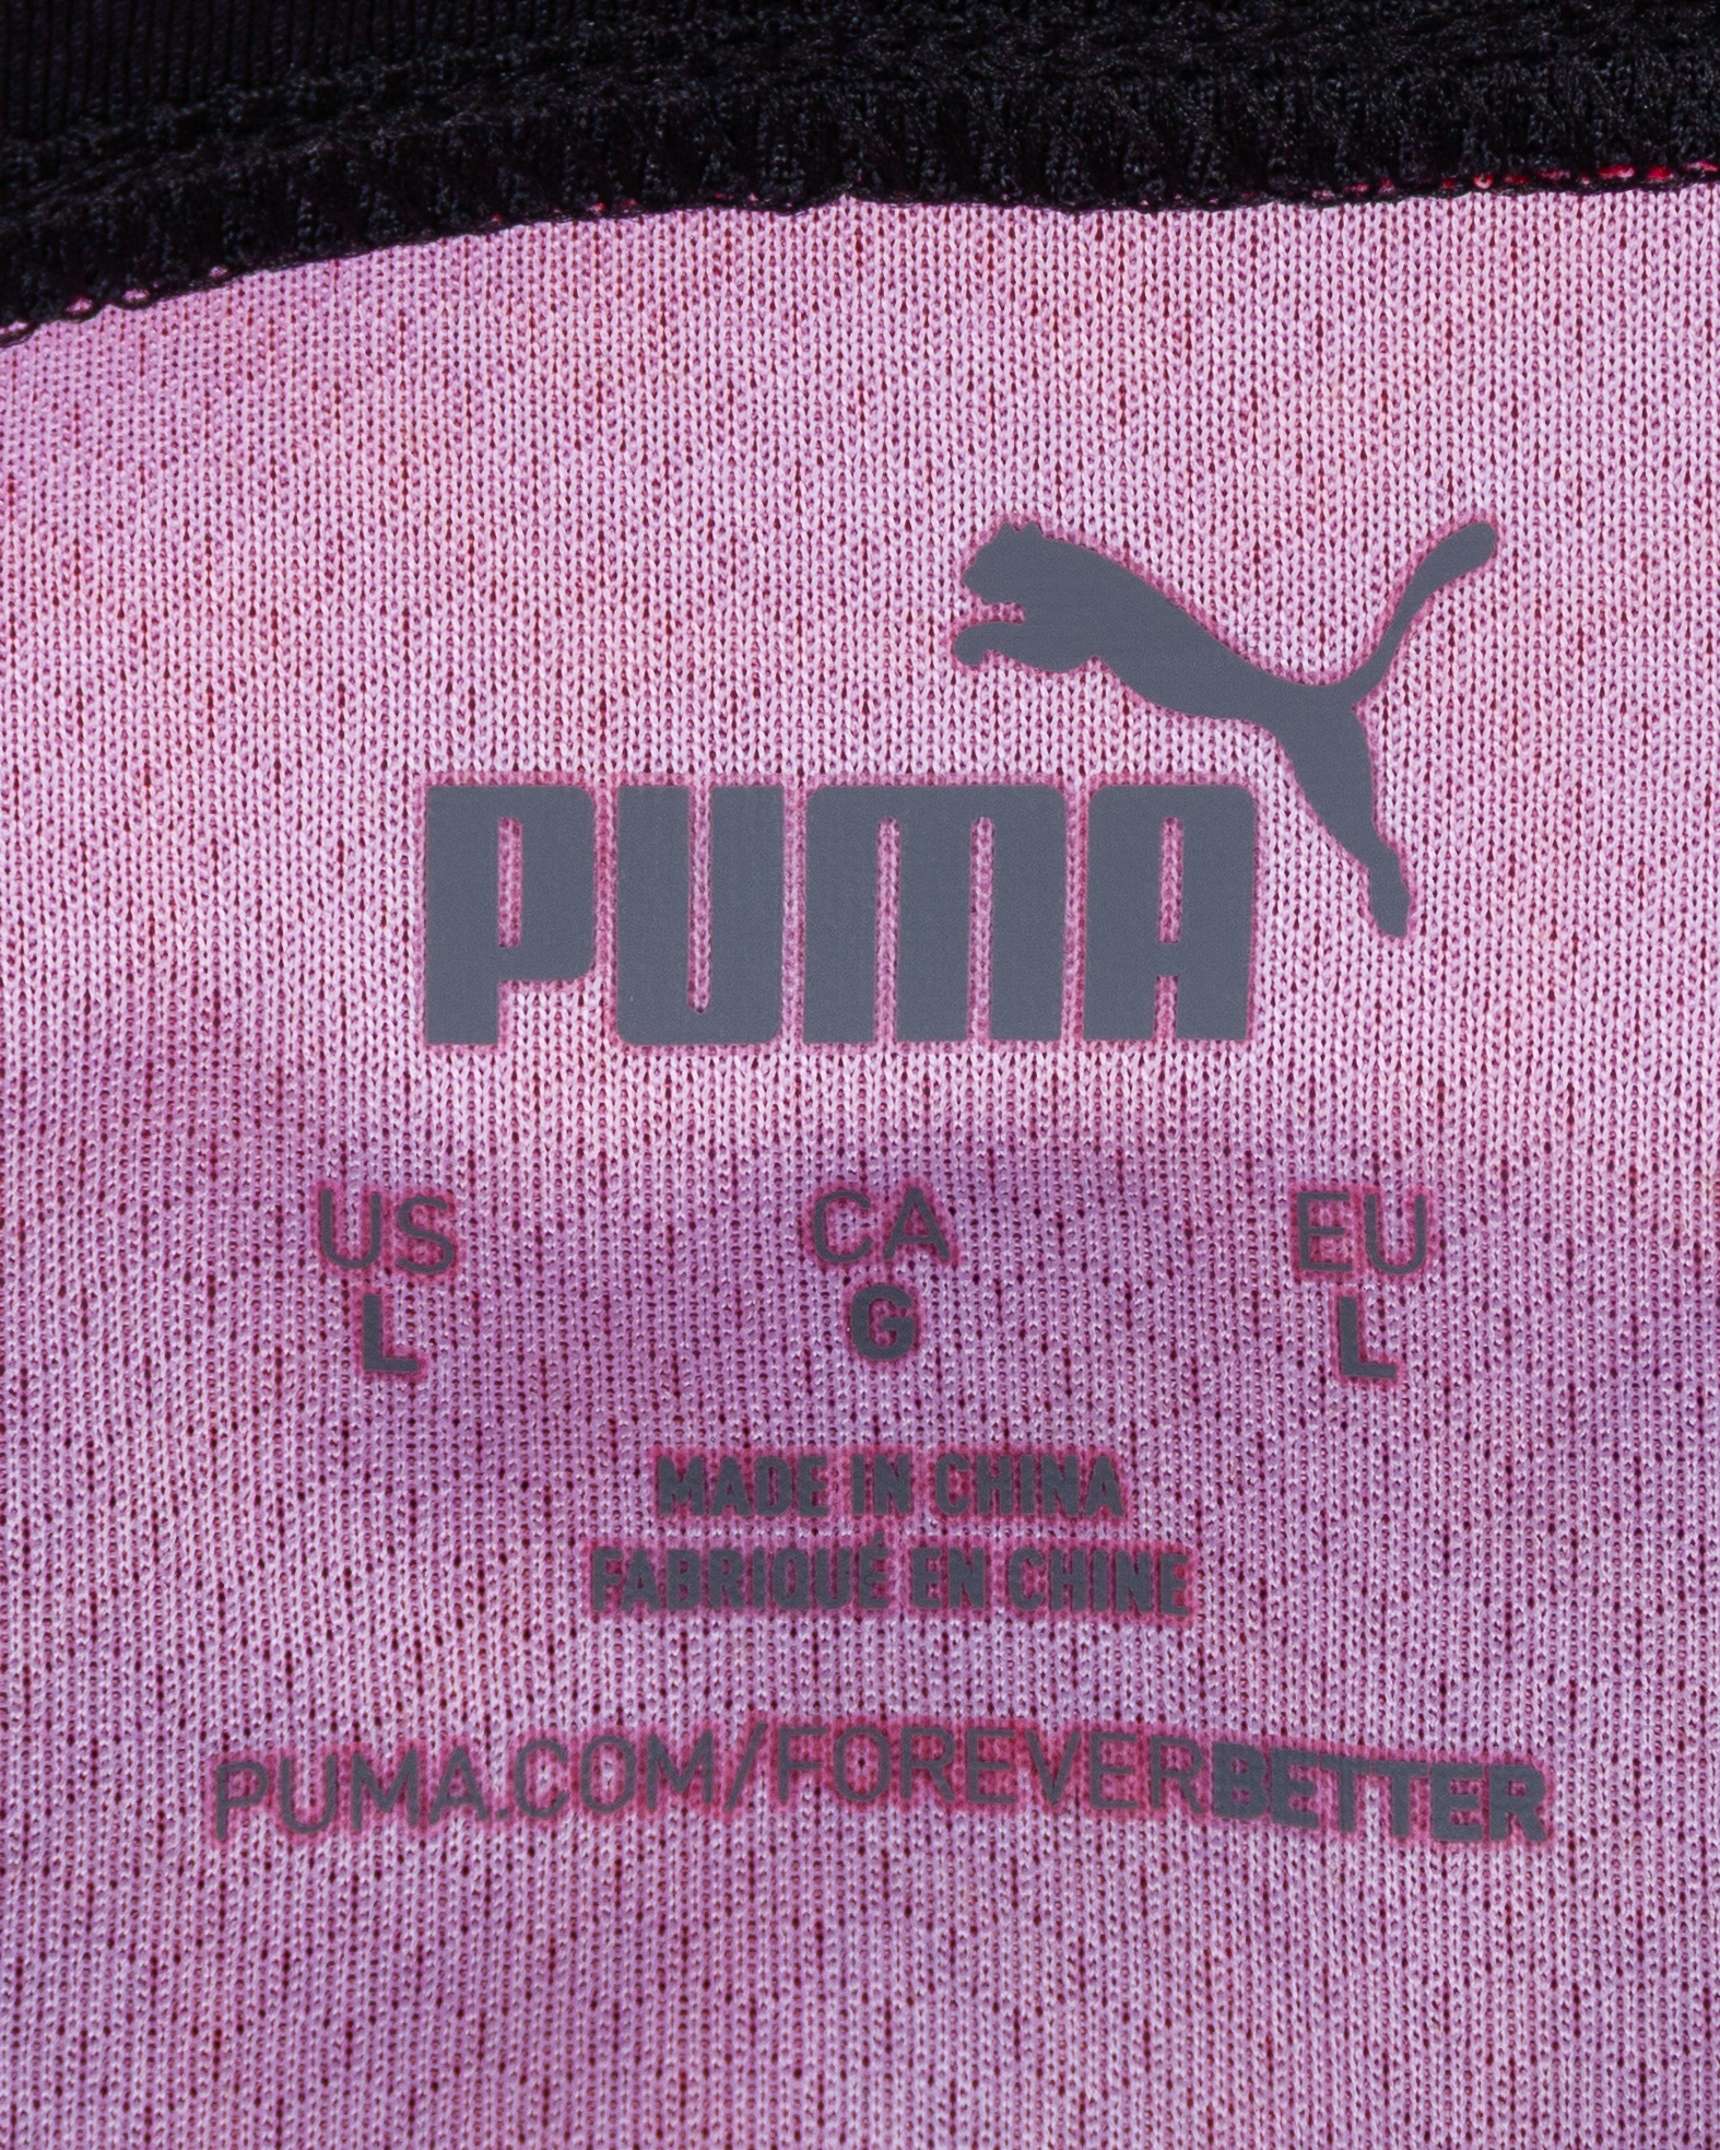 PUMA
US CA EU
L G L
MADE IN CHINA
FABRIQUÉ EN CHINE
PUMA.COM/FOREVERBETTER